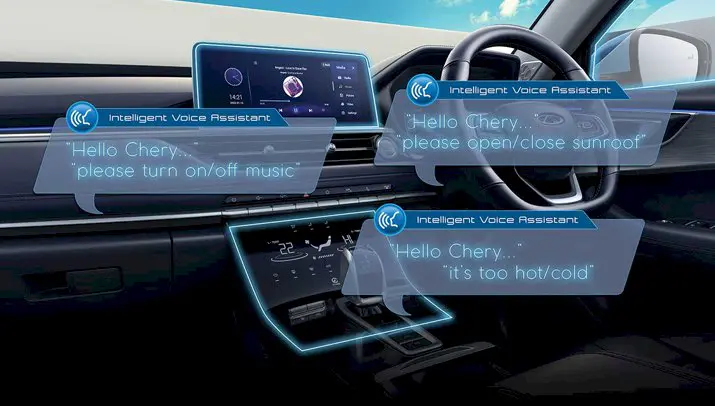 14:21
Media
Intelligent Voice Assistant
"Hello Chery...
"please turn on/off music"
Intelligent Voice Assistant
"Hello Chery...
"please open/close sunroof"
Intelligent Voice Assistant
"Hello Chery..."
"it's too hot/cold"
22
HI